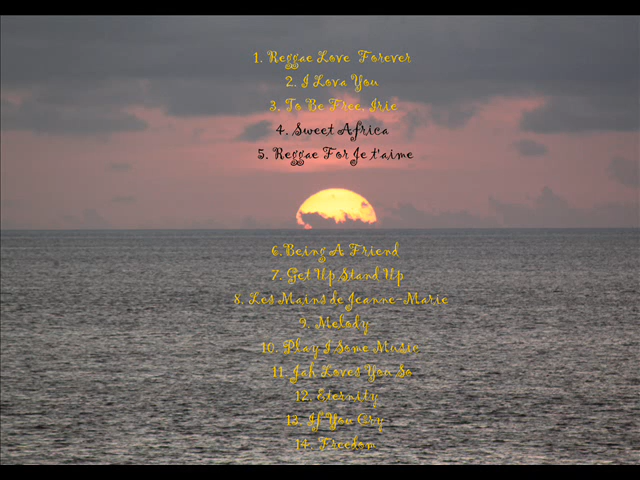 1. Reggae Love Forever
2. I Lova You
3. To Be Free, Irie
4. Sweet Africa
5. Reggae For Je t'aime
6. Being A Friend
7. Get Up Stand Up
8. Les Mains de Jeanne-Marie
9. Melody
10. Play I Some Music
11. Jah Loves You So
12. Eternity
13. If You Cry
14. Freedom